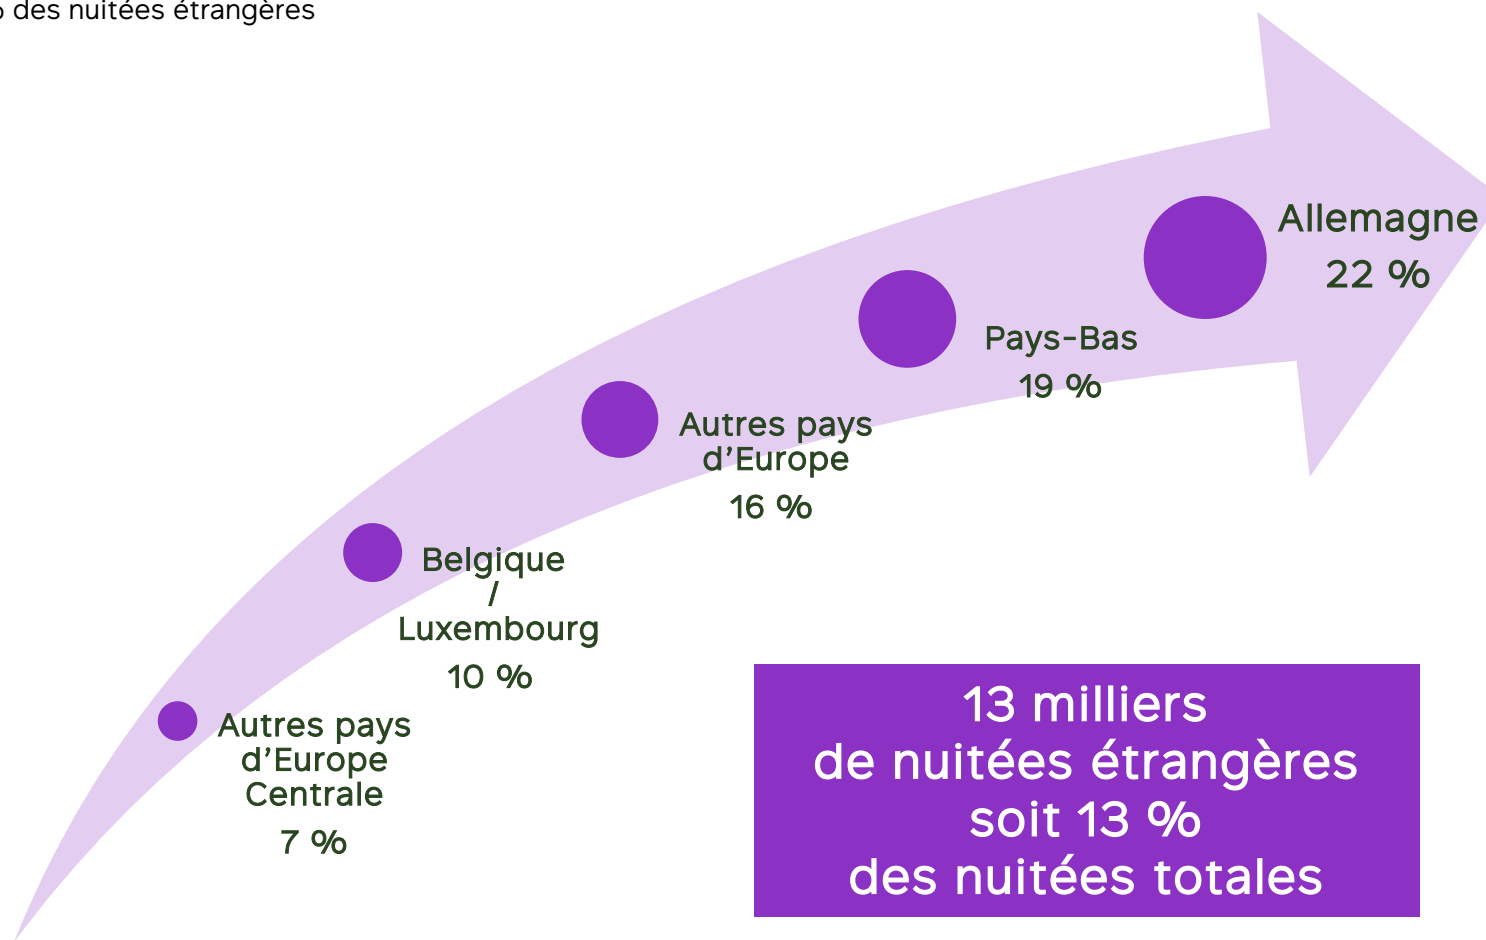 % des nuitées étrangères
Allemagne
22 %
Pays-Bas
19 %
Autres pays
d’Europe
16 %
Belgique
/
Luxembourg
10 %
Autres pays
d’Europe
Centrale
7 %
13 milliers
de nuitées étrangères
soit 13 %
des nuitées totales